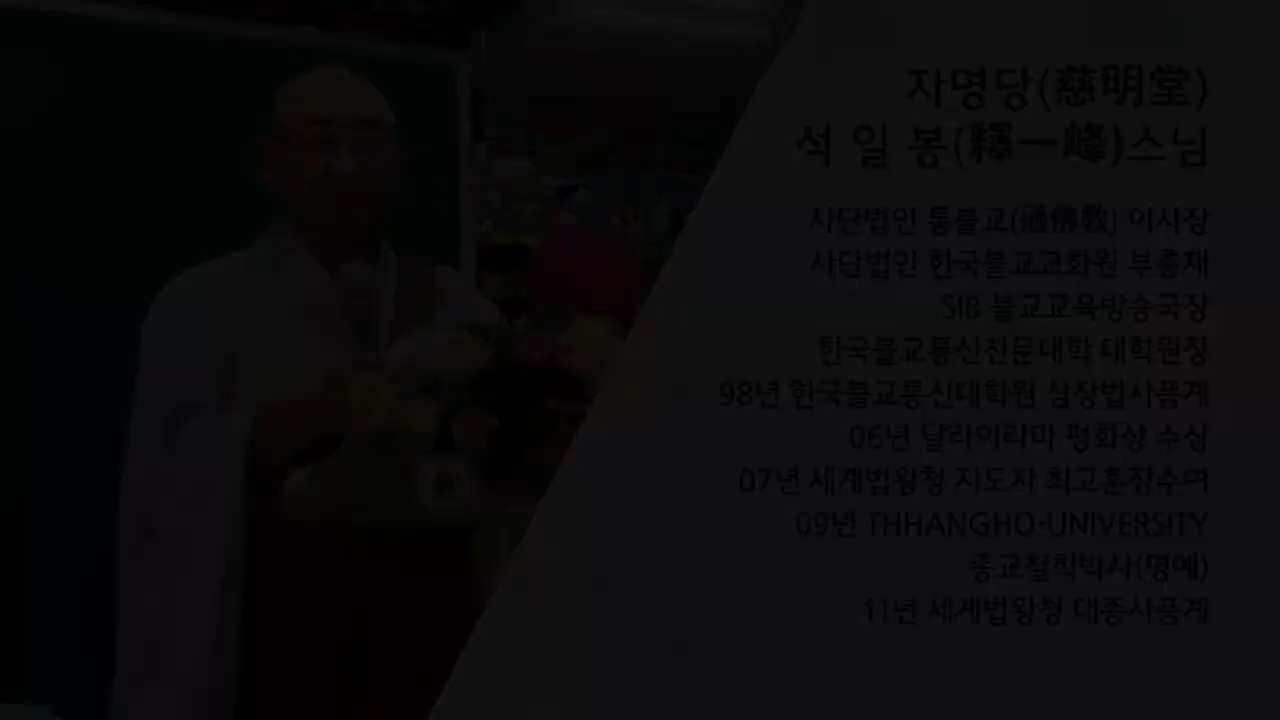 자명당(慈明堂)
석 일 봉(釋一峰)스님
사단법인 통불교(通佛敎) 이사장
사단법인 한국불교교화원 부총재
SIB 불교교육방송국장
한국불교통신전문대학 대학원장
98년 한국불교통신대학원 삼장법사품계
06년 달라이라마 평화상 수상
07년 세계법왕청 지도자 최고훈장수여
09년 THHANGHO-UNIVERSITY
종교철학박사(명예)
11년 세계법왕청 대종사품계